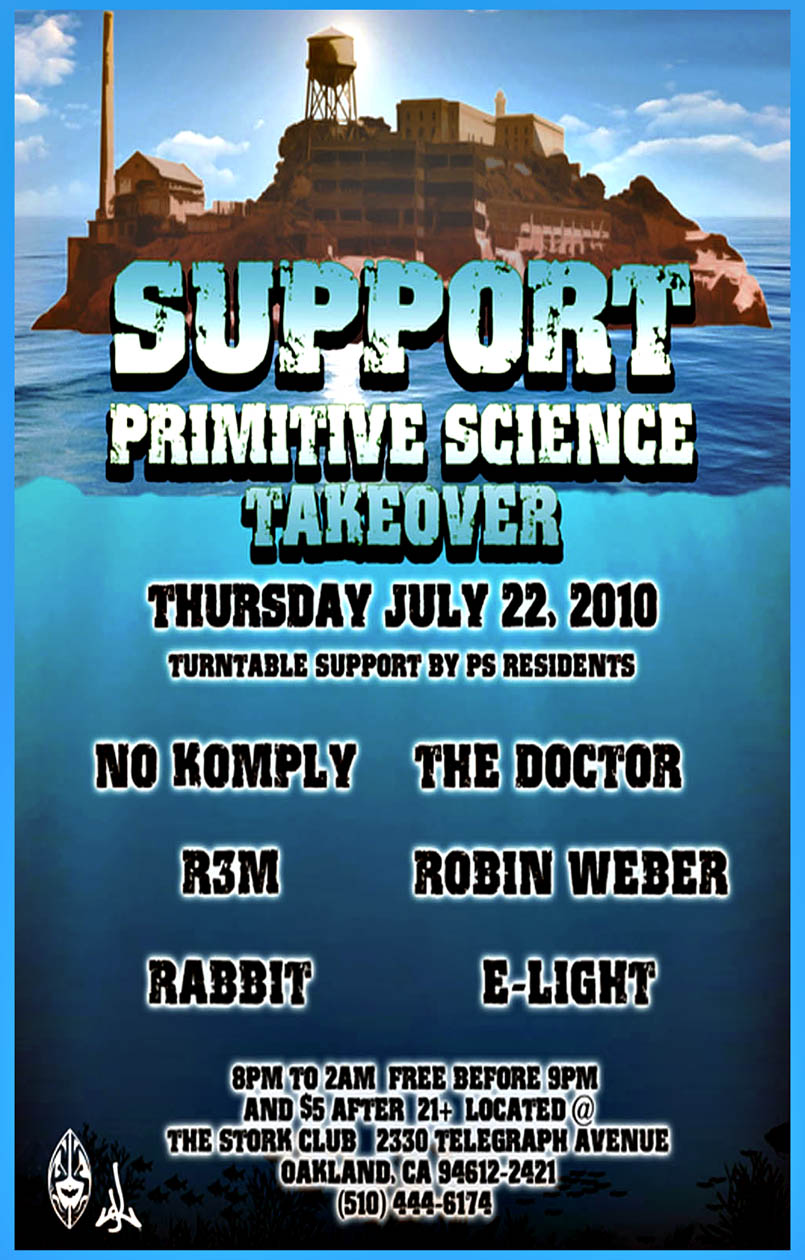 SUPPORT
PRIMITIVE SCIENCE
TAKEOVER
THURSDAY JULY 22, 2010
TURNTABLE SUPPORT BY PS RESIDENTS
NO KOMPLY THE DOCTOR
R3M ROBIN WEBER
RABBIT E-LIGHT
8PM TO 2AM FREE BEFORE 9PM
AND $5 AFTER 21+ LOCATED @
THE STORK CLUB 2330 TELEGRAPH AVENUE
OAKLAND, CA 94612-2421
(510) 444-6174